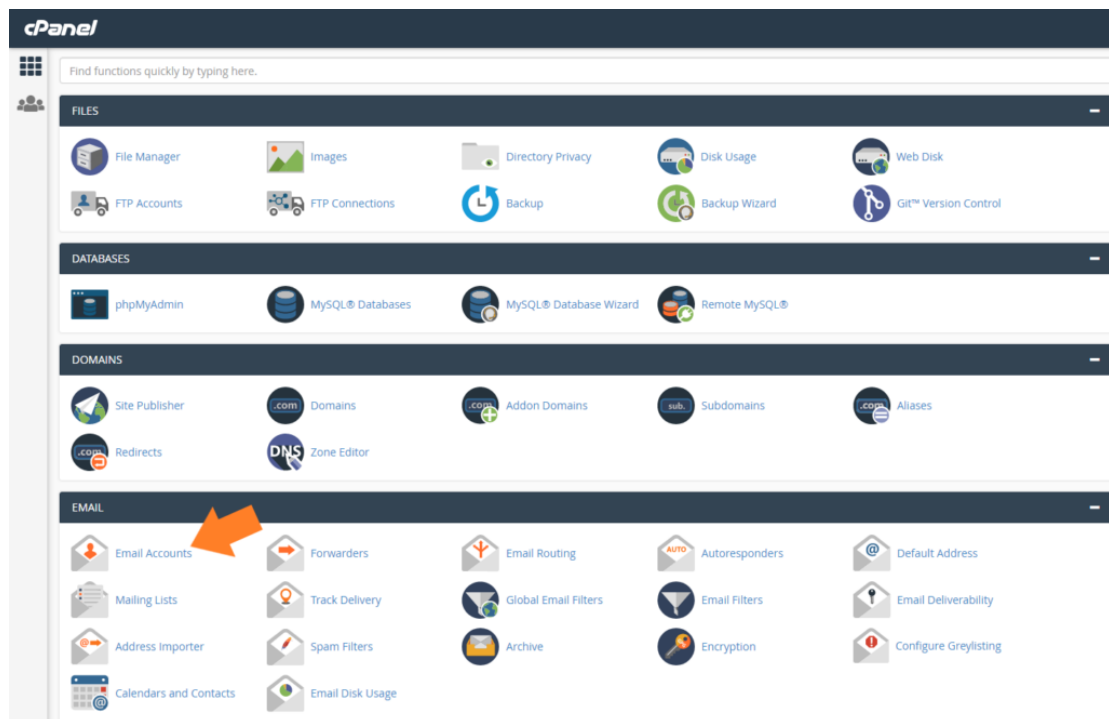 cPanel
Find functions quickly by typing here.
FILES
File Manager Images Directory Privacy Disk Usage Web Disk
FTP Accounts FTP Connections Backup Backup Wizard Git™ Version Control
DATABASES
phpMyAdmin MySQL® Databases MySQL® Database Wizard Remote MySQL®
DOMAINS
.com Site Publisher .com Domains .com Addon Domains sub. Subdomains .com Aliases
.com Redirects DNS Zone Editor
EMAIL
Email Accounts Forwarders Email Routing AUTO Autoresponders @ Default Address
Mailing Lists Track Delivery Global Email Filters Email Filters Email Deliverability
@ Address Importer Spam Filters Archive Encryption Configure Greylisting
@ Calendars and Contacts Email Disk Usage